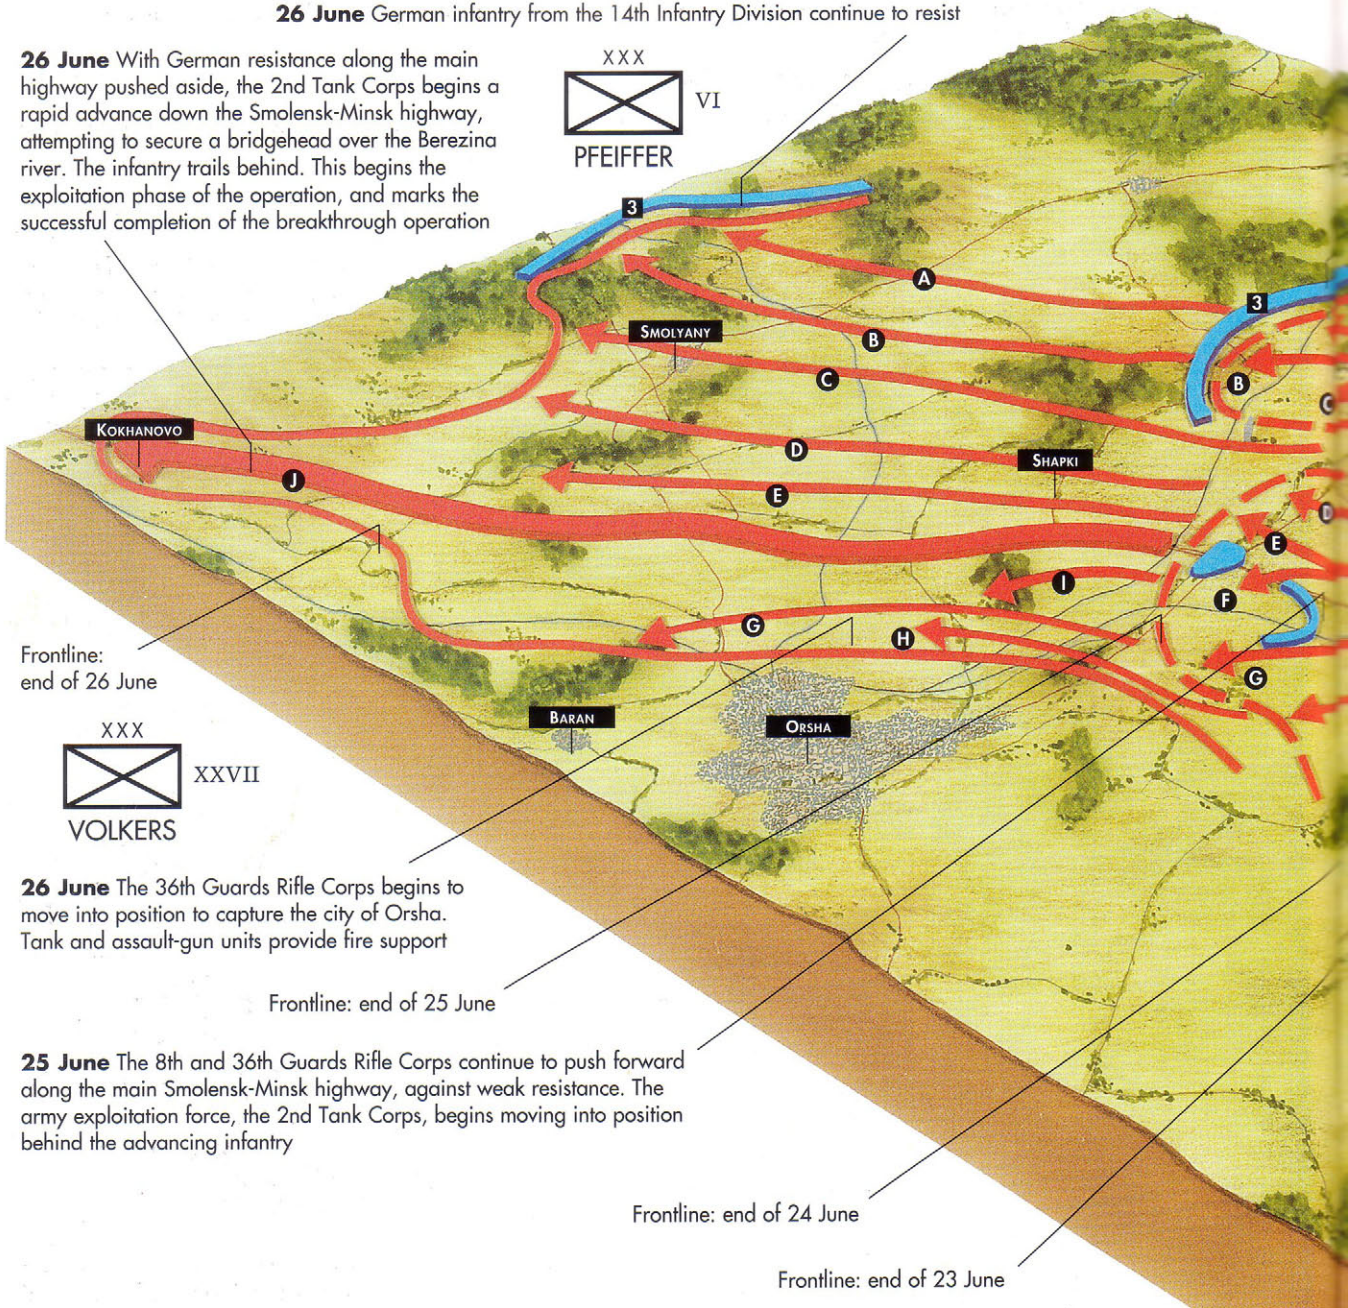 26 June German infantry from the 14th Infantry Division continue to resist
26 June With German resistance along the main
highway pushed aside, the 2nd Tank Corps begins a
rapid advance down the Smolensk-Minsk highway,
attempting to secure a bridgehead over the Berezina
river. The infantry trails behind. This begins the
exploitation phase of the operation, and marks the
successful completion of the breakthrough operation
XXX
VI
PFEIFFER
3
A
3
SMOLYANY
B
B
C
C
KOKHANOVO
D
SHAPKI
J
E
D
E
I
F
G
H
G
Frontline:
end of 26 June
BARAN
ORSHA
XXX
XXVII
VOLKERS
26 June The 36th Guards Rifle Corps begins to
move into position to capture the city of Orsha.
Tank and assault-gun units provide fire support
Frontline: end of 25 June
25 June The 8th and 36th Guards Rifle Corps continue to push forward
along the main Smolensk-Minsk highway, against weak resistance. The
army exploitation force, the 2nd Tank Corps, begins moving into position
behind the advancing infantry
Frontline: end of 24 June
Frontline: end of 23 June